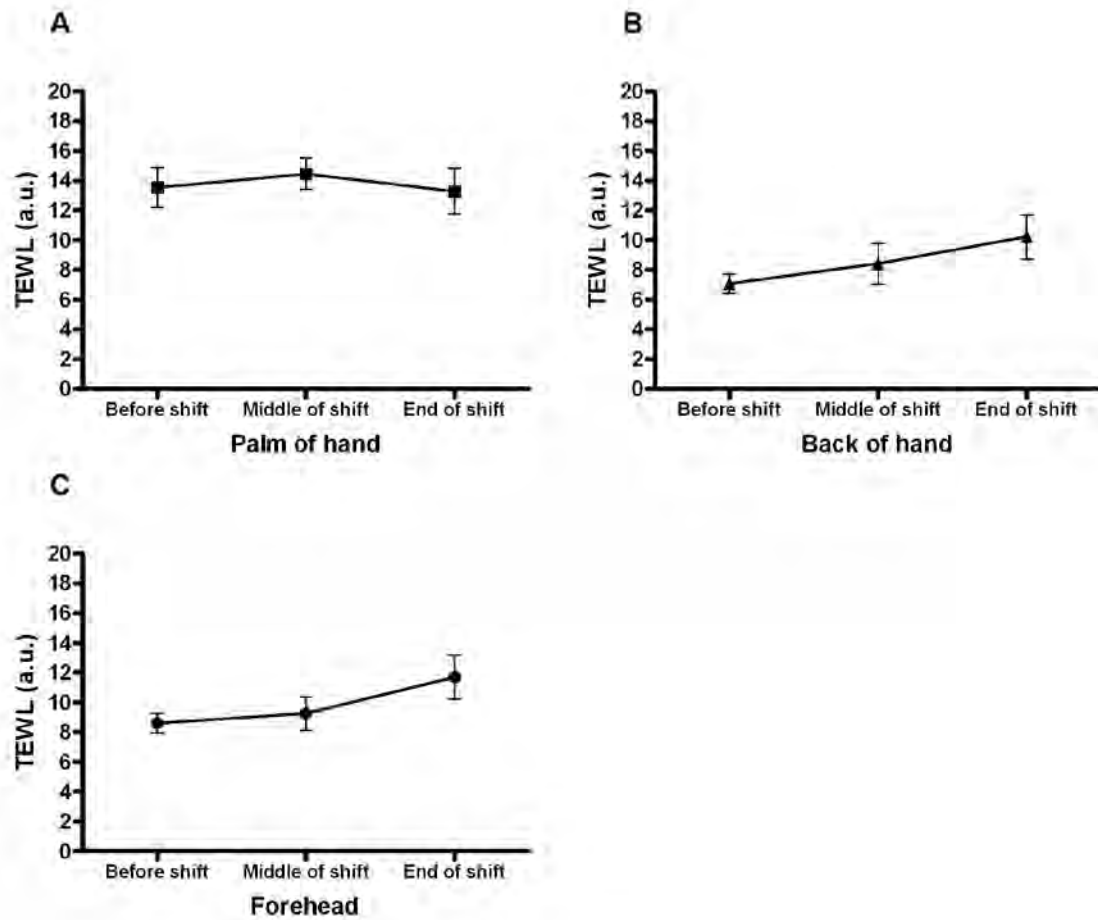 A
20
18
16
14
12
10
8
6
4
2
0
TEWL (a.u.)
Before shift Middle of shift End of shift
Palm of hand
B
20
18
16
14
12
10
8
6
4
2
0
TEWL (a.u.)
Before shift Middle of shift End of shift
Back of hand
C
20
18
16
14
12
10
8
6
4
2
0
TEWL (a.u.)
Before shift Middle of shift End of shift
Forehead